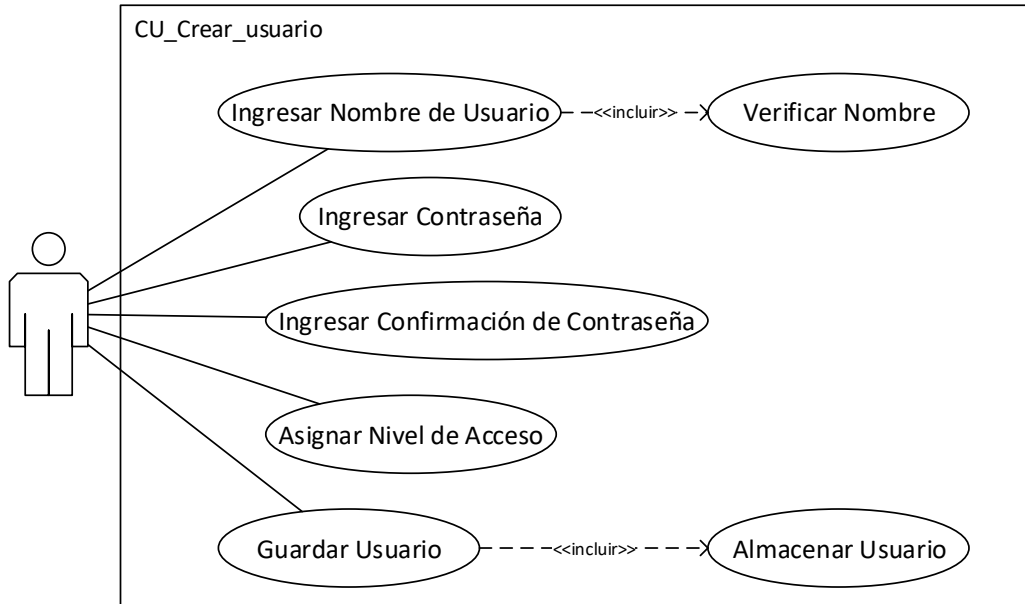 CU_Crear_usuario
Ingresar Nombre de Usuario
<<incluir>>
Verificar Nombre
Ingresar Contraseña
Ingresar Confirmación de Contraseña
Asignar Nivel de Acceso
Guardar Usuario
<<incluir>>
Almacenar Usuario